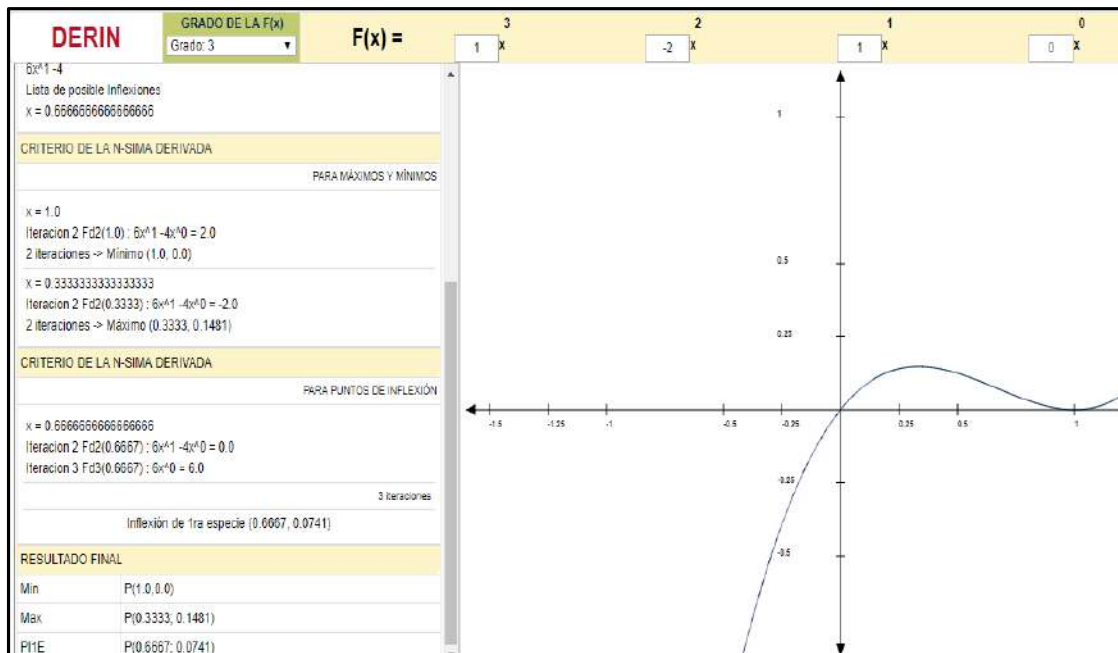 DERIN
GRADO DE LA F(x)
Grado: 3
F(x) =
3
1 x
2
-2 x
1
1 x
0
0 x
6x^1 -4
Lista de posible Inflexiones
x = 0.6666666666666666
CRITERIO DE LA N-SIMA DERIVADA
PARA MÁXIMOS Y MÍNIMOS
x = 1.0
Iteracion 2 Fd2(1.0) : 6x^1 -4x^0 = 2.0
2 iteraciones -> Mínimo (1.0, 0.0)
x = 0.3333333333333333
Iteracion 2 Fd2(0.3333) : 6x^1 -4x^0 = -2.0
2 iteraciones -> Máximo (0.3333, 0.1481)
CRITERIO DE LA N-SIMA DERIVADA
PARA PUNTOS DE INFLEXIÓN
x = 0.6666666666666666
Iteracion 2 Fd2(0.6667) : 6x^1 -4x^0 = 0.0
Iteracion 3 Fd3(0.6667) : 6x^0 = 6.0
3 iteraciones
Inflexión de 1ra especie (0.6667, 0.0741)
RESULTADO FINAL
Min P(1.0,0.0)
Max P(0.3333; 0.1481)
PI1E P(0.6667; 0.0741)
1
0.5
0.25
-1.5 -1.25 -1 -0.5 -0.25 0.25 0.5 1
-0.25
-0.5